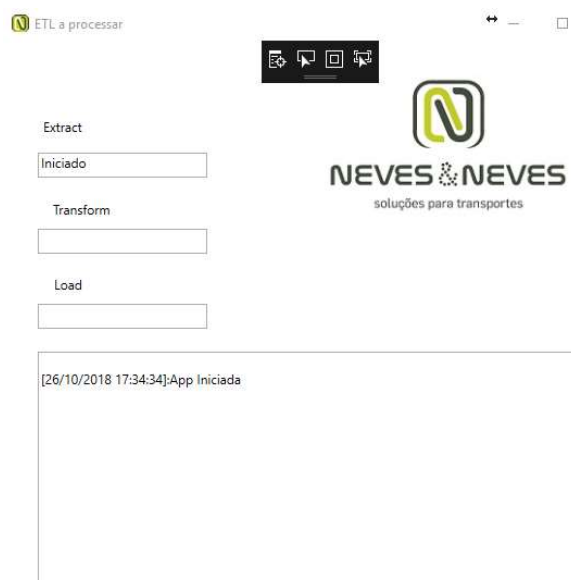 ETL a processar
Extract
Iniciado
NEVES&NEVES
soluções para transportes
Transform
Load
[26/10/2018 17:34:34]:App Iniciada